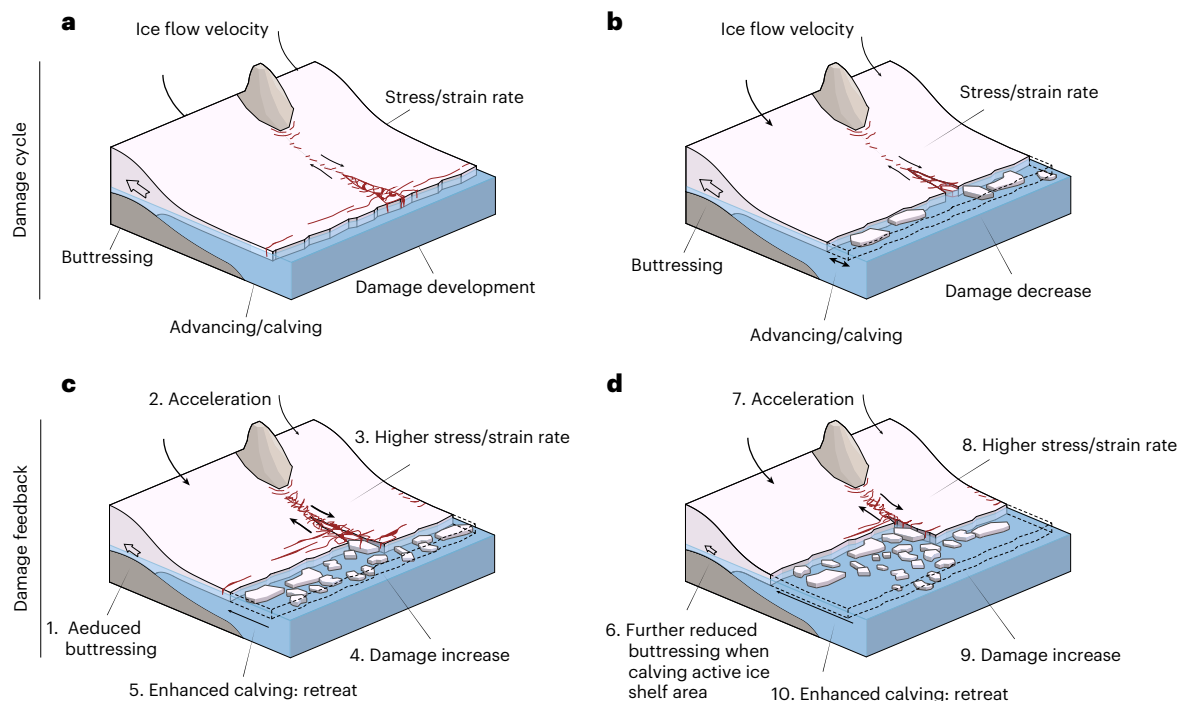 a
Ice flow velocity
Stress/strain rate
Damage cycle
Buttressing
Damage development
Advancing/calving
b
Ice flow velocity
Stress/strain rate
Buttressing
Damage decrease
Advancing/calving
c
2. Acceleration
3. Higher stress/strain rate
Damage feedback
1. Aeduced
buttressing
4. Damage increase
5. Enhanced calving: retreat
d
7. Acceleration
8. Higher stress/strain rate
6. Further reduced
buttressing when
calving active ice
shelf area
9. Damage increase
10. Enhanced calving: retreat